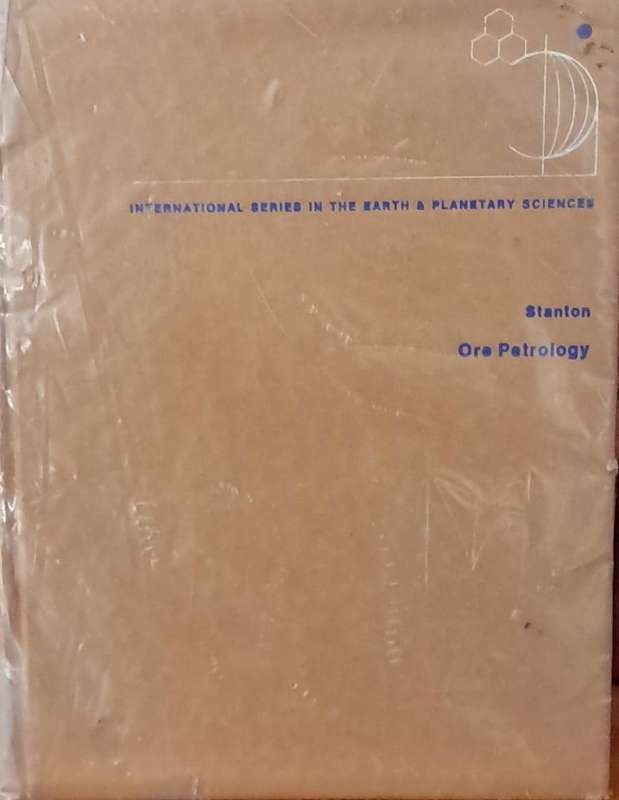 INTERNATIONAL SERIES IN THE EARTH & PLANETARY SCIENCES
Stanton
Ore Petrology